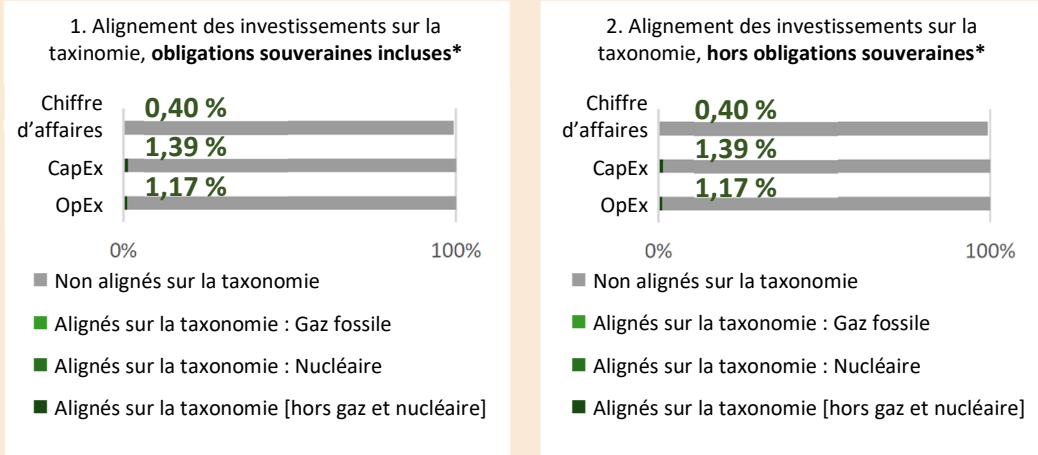 1. Alignement des investissements sur la
taxinomie, obligations souveraines incluses*
Chiffre
d'affaires
0,40 %
CapEx
1,39 %
OpEx
1,17 %
0%
100%
Non alignés sur la taxonomie
Alignés sur la taxonomie : Gaz fossile
Alignés sur la taxonomie : Nucléaire
Alignés sur la taxonomie [hors gaz et nucléaire]
2. Alignement des investissements sur la
taxonomie, hors obligations souveraines*
Chiffre
d'affaires
0,40 %
CapEx
1,39 %
OpEx
1,17 %
0%
100%
Non alignés sur la taxonomie
Alignés sur la taxonomie : Gaz fossile
Alignés sur la taxonomie : Nucléaire
Alignés sur la taxonomie [hors gaz et nucléaire]